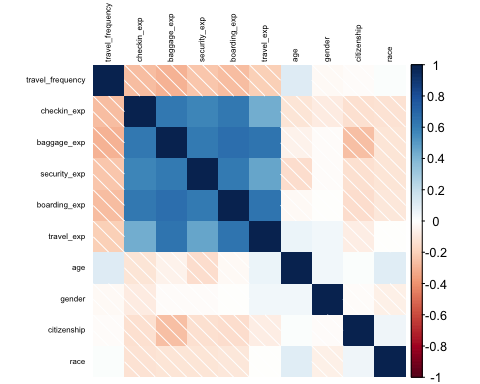 travel_frequency
checkin_exp
baggage_exp
security_exp
boarding_exp
travel_exp
age
gender
citizenship
race
travel_frequency
checkin_exp
baggage_exp
security_exp
boarding_exp
travel_exp
age
gender
citizenship
race
1
0.8
0.6
0.4
0.2
0
-0.2
-0.4
-0.6
-0.8
-1